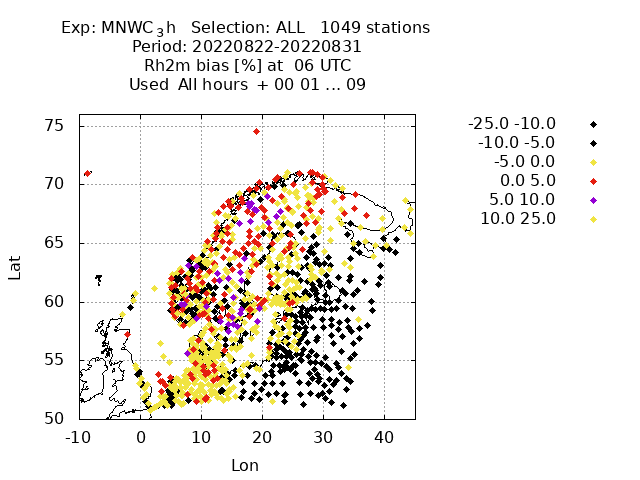 Exp: MNWC_3h   Selection: ALL   1049 stations
Period: 20220822-20220831
Rh2m bias [%] at  06 UTC
Used  All hours  + 00 01 ... 09
-25.0 -10.0
-10.0 -5.0
-5.0 0.0
0.0 5.0
5.0 10.0
10.0 25.0
75
70
65
60
55
50
Lat
-10 0 10 20 30 40
Lon